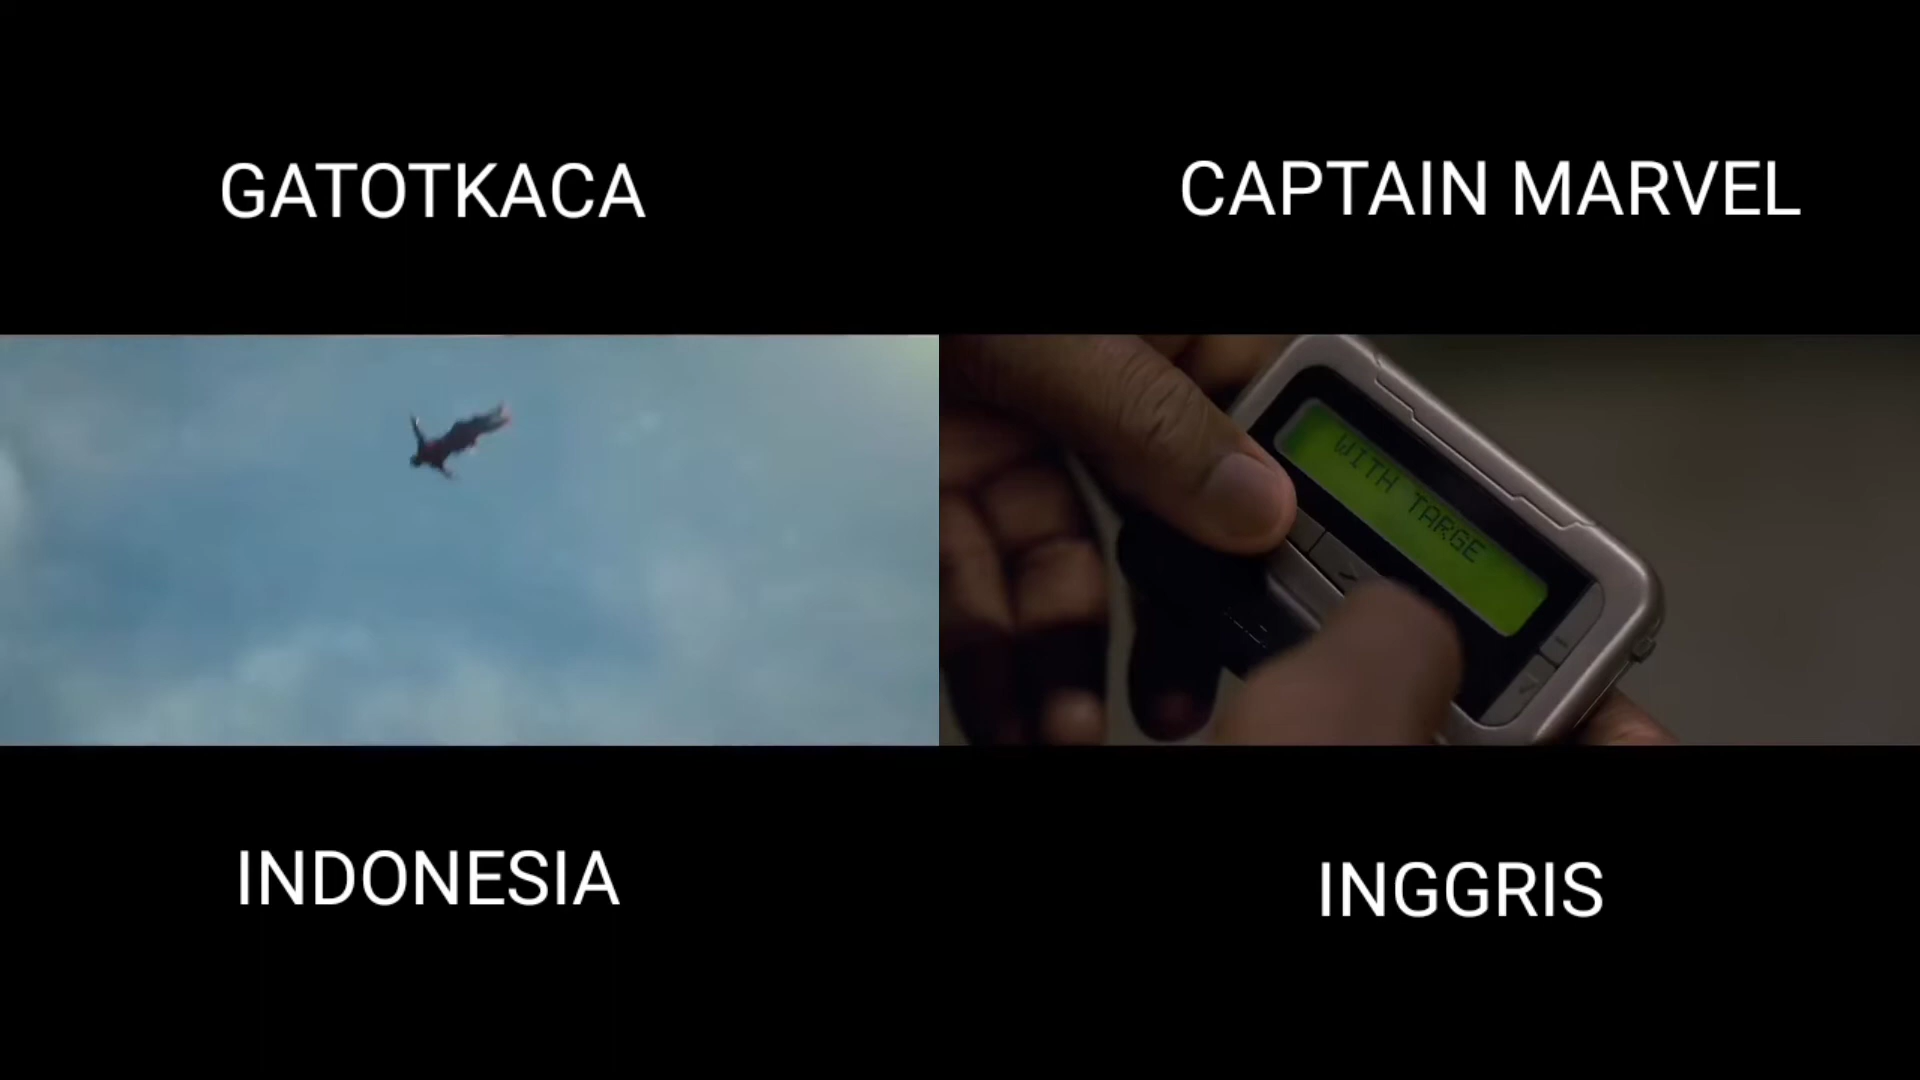 GATOTKACA
CAPTAIN MARVEL
WITH TARGE
INDONESIA
INGGRIS